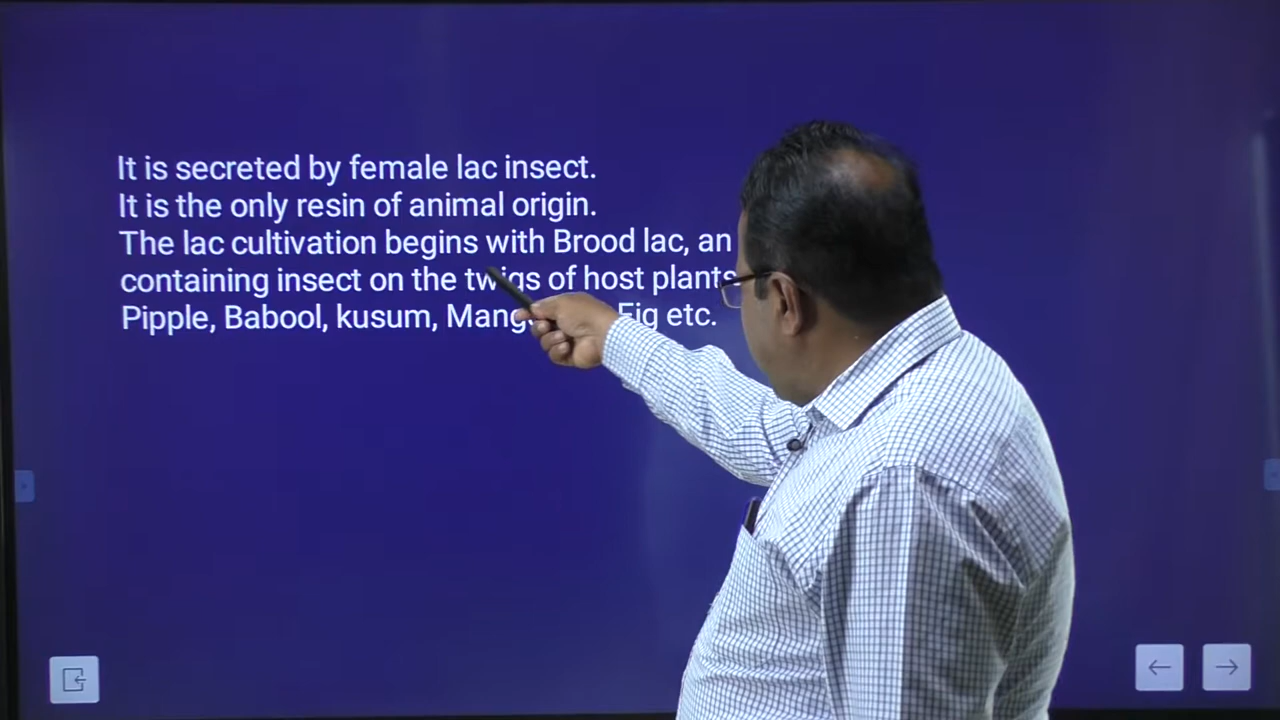 It is secreted by female lac insect.
It is the only resin of animal origin.
The lac cultivation begins with Brood lac, an
containing insect on the twigs of host plants
Pipple, Babool, kusum, Fig etc.